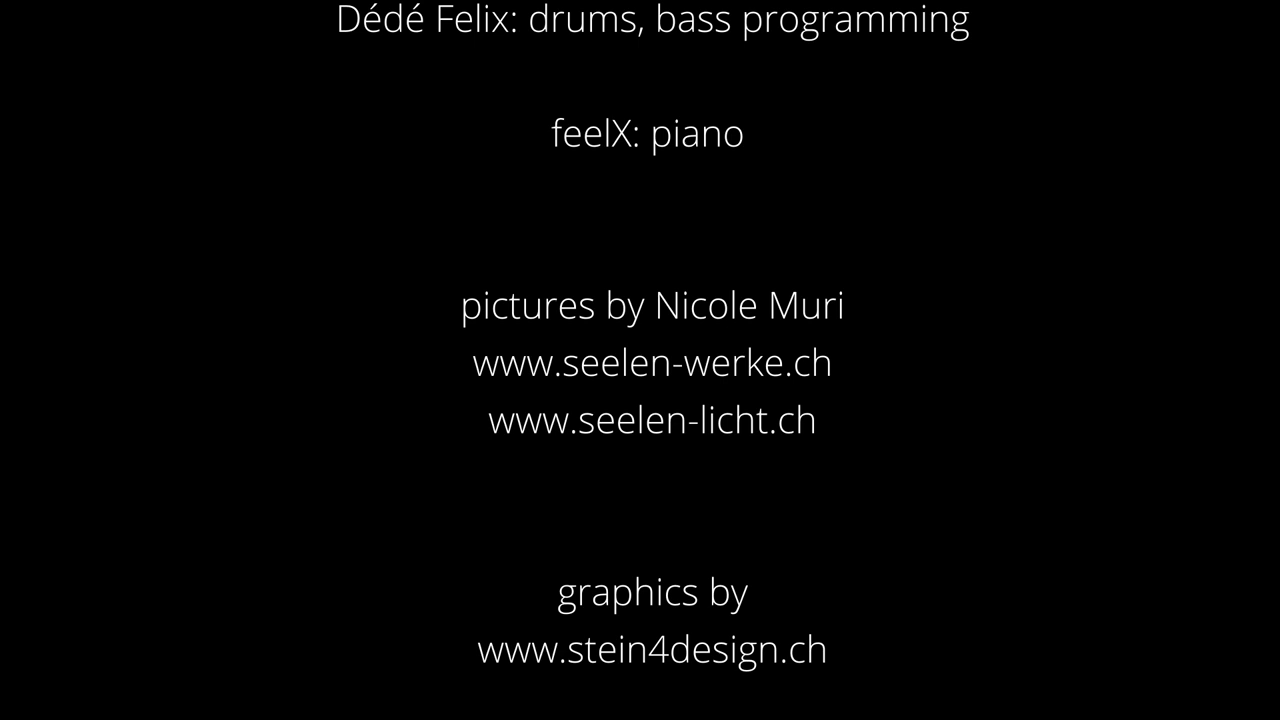 Dédé Felix: drums, bass programming
feelX: piano
pictures by Nicole Muri
www.seelen-werke.ch
www.seelen-licht.ch
graphics by
www.stein4design.ch